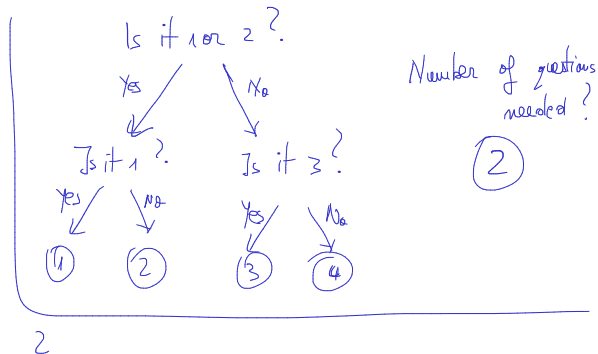 Is it 1 or 2 ?
Yes
No
Number of questions
needed ?
2
Is it 1 ?
Is it 3 ?
Yes
No
Yes
No
1
2
3
4
2